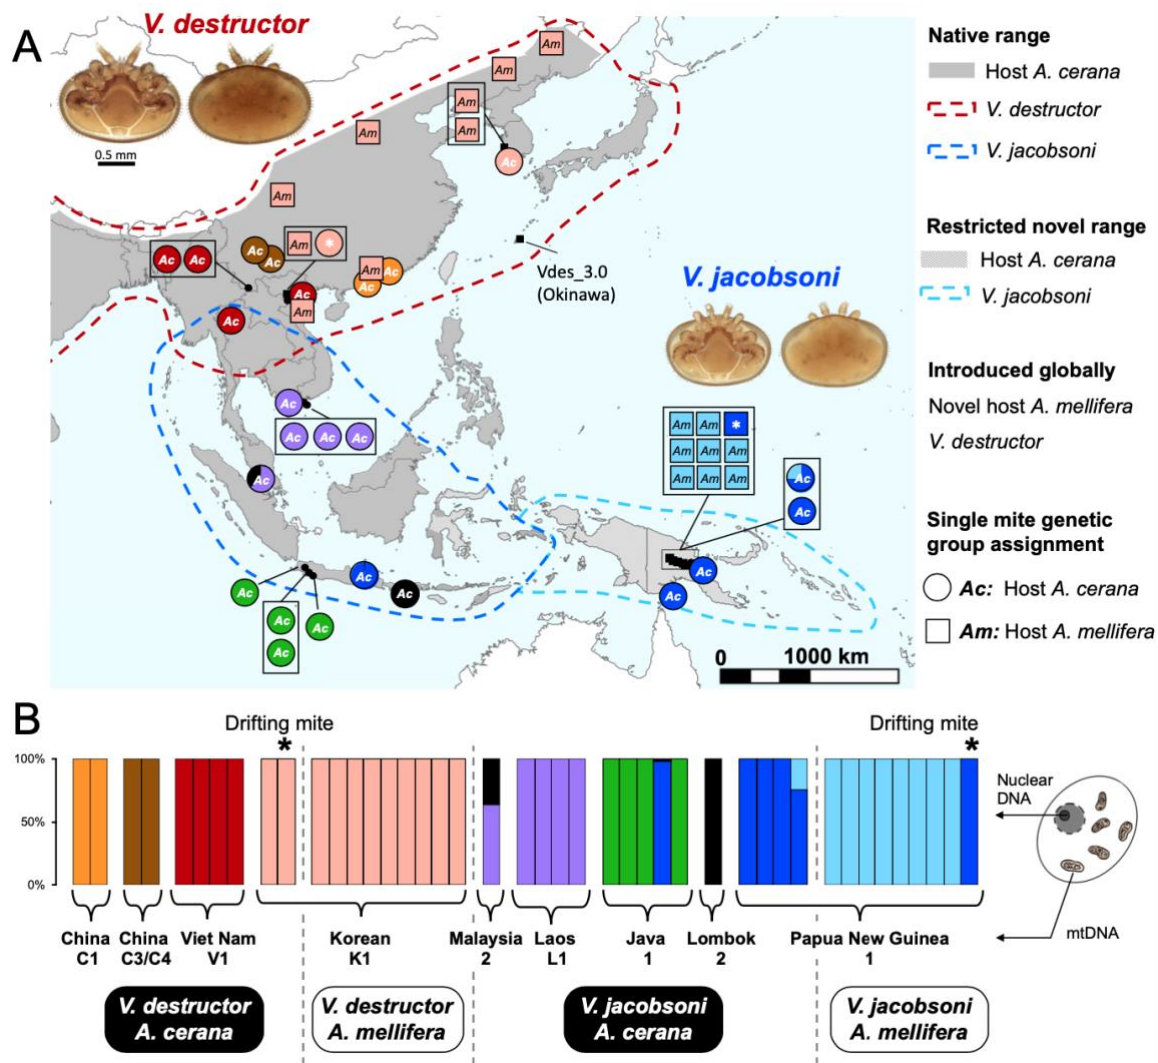 A
V. destructor
0.5 mm
Am
Am
Am
Am
Am
Ac
Am
Ac
Ac
Ac
Ac
Am
*
Am
Ac
Ac
Ac
Am
Ac
Vdes_3.0
(Okinawa)
V. jacobsoni
Ac
Ac
Ac
Ac
Ac
Am
Am
*
Am
Am
Am
Am
Am
Am
Ac
Ac
Ac
Ac
Ac
Ac
Ac
Ac
Ac
Ac
Ac
0
1000 km
Native range
Host A. cerana
V. destructor
V. jacobsoni
Restricted novel range
Host A. cerana
V. jacobsoni
Introduced globally
Novel host A. mellifera
V. destructor
Single mite genetic
group assignment
Ac: Host A. cerana
Am: Host A. mellifera
B
Drifting mite
*
Drifting mite
*
100%
50%
0%
Nuclear
DNA
mtDNA
China
C1
China
C3/C4
Viet Nam
V1
Korean
K1
Malaysia
2
Laos
L1
Java
1
Lombok
2
Papua New Guinea
1
V. destructor
A. cerana
V. destructor
A. mellifera
V. jacobsoni
A. cerana
V. jacobsoni
A. mellifera